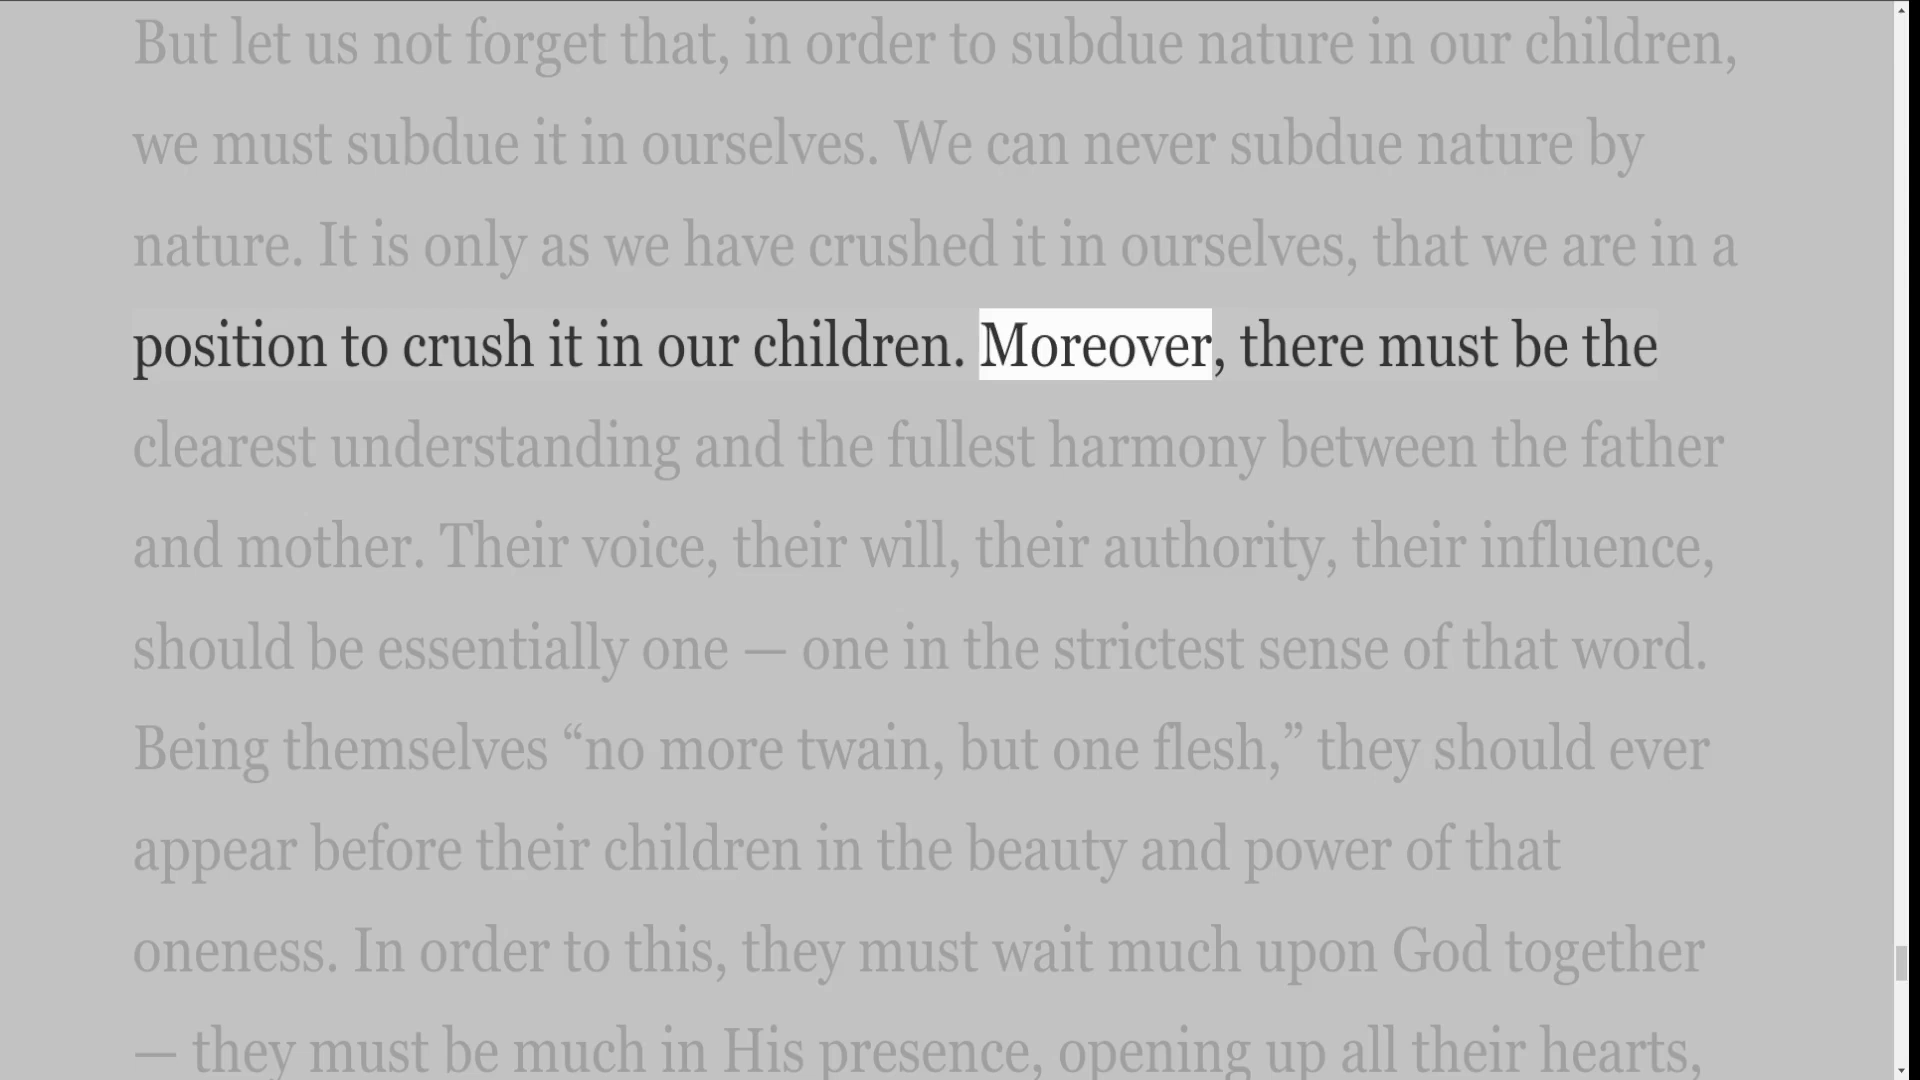 But let us not forget that, in order to subdue nature in our children,
we must subdue it in ourselves. We can never subdue nature by
nature. It is only as we have crushed it in ourselves, that we are in a
position to crush it in our children. Moreover, there must be the
clearest understanding and the fullest harmony between the father
and mother. Their voice, their will, their authority, their influence,
should be essentially one — one in the strictest sense of that word.
Being themselves “no more twain, but one flesh,” they should ever
appear before their children in the beauty and power of that
oneness. In order to this, they must wait much upon God together
— they must be much in His presence, opening up all their hearts,